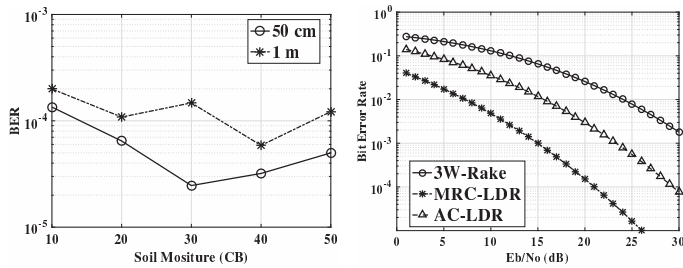 10^-3
10^-4
10^-5
BER
10
20
30
40
50
Soil Mositure (CB)
50 cm
1 m
10^0
10^-1
10^-2
10^-3
10^-4
Bit Error Rate
0
5
10
15
20
25
30
Eb/No (dB)
3W-Rake
MRC-LDR
AC-LDR